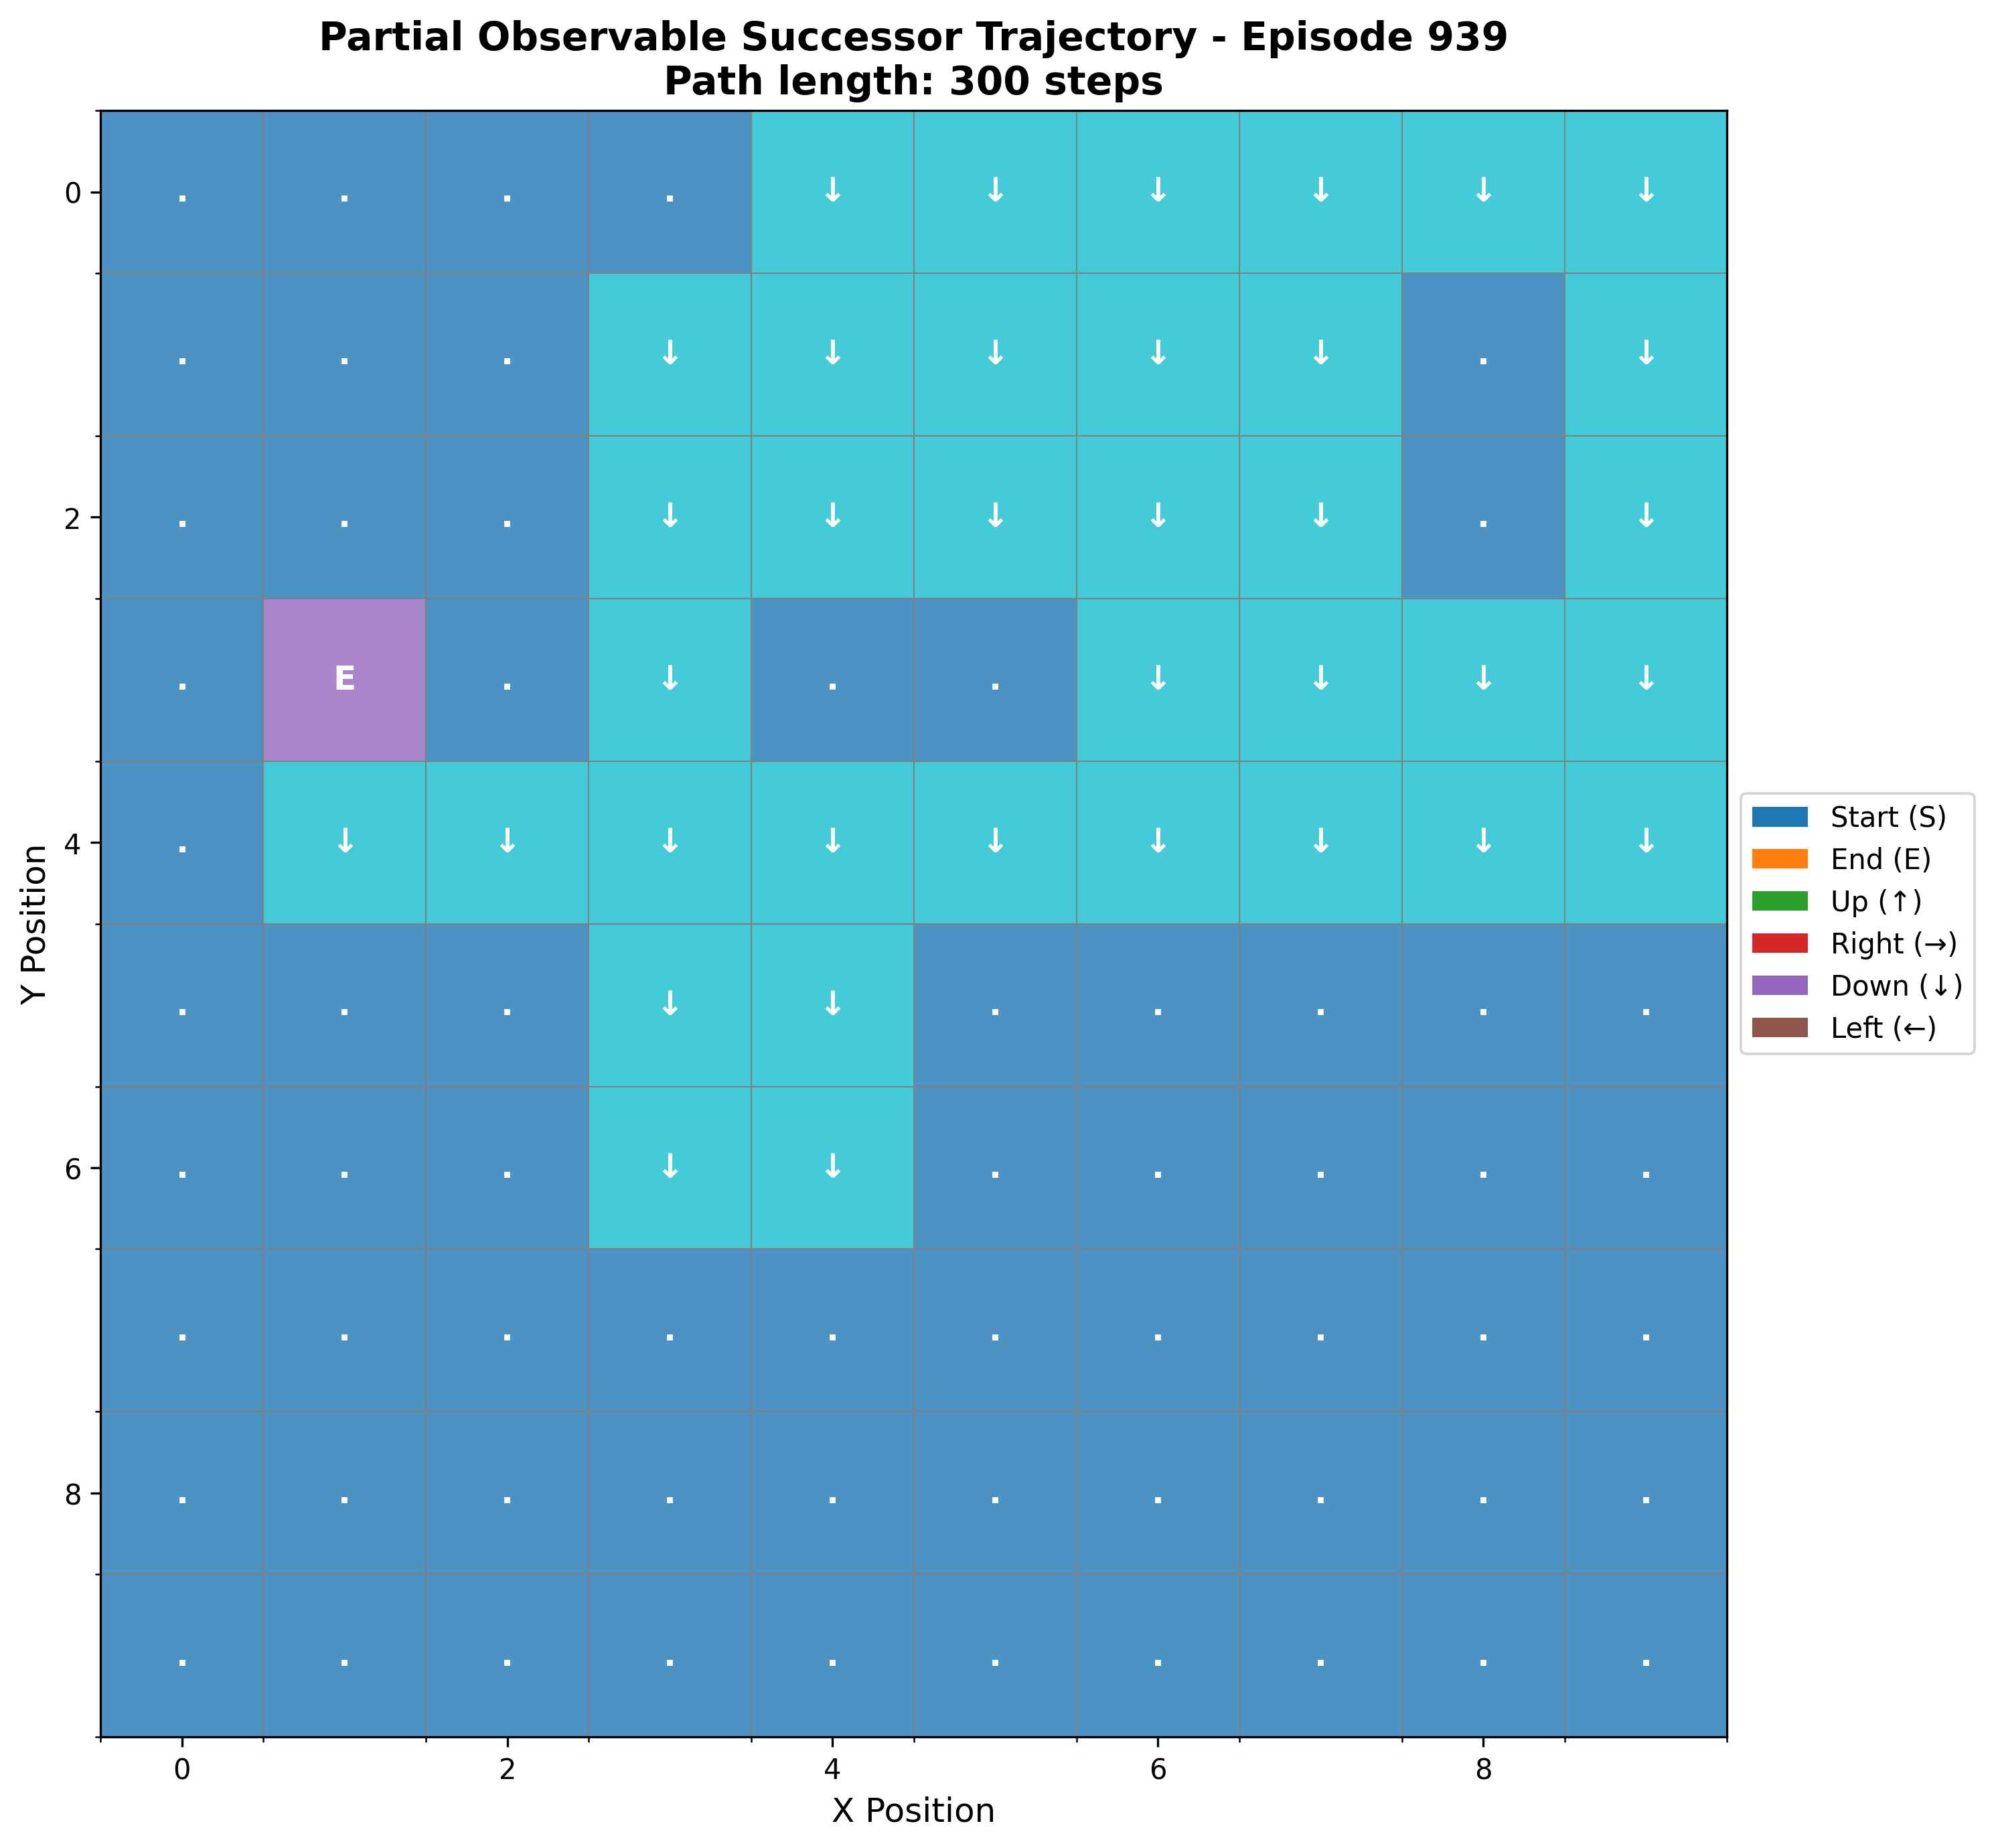 Partial Observable Successor Trajectory - Episode 939
Path length: 300 steps
0 . . . . ↓ ↓ ↓ ↓ ↓ ↓
. . . ↓ ↓ ↓ ↓ ↓ . ↓
2 . . . ↓ ↓ ↓ ↓ ↓ . ↓
. E . ↓ . . ↓ ↓ ↓ ↓
4 . ↓ ↓ ↓ ↓ ↓ ↓ ↓ ↓ ↓
. . . ↓ ↓ . . . . .
6 . . . ↓ ↓ . . . . .
. . . . . . . . . .
8 . . . . . . . . . .
. . . . . . . . . .
0 2 4 6 8
X Position
Y Position
Start (S)
End (E)
Up (↑)
Right (→)
Down (↓)
Left (←)